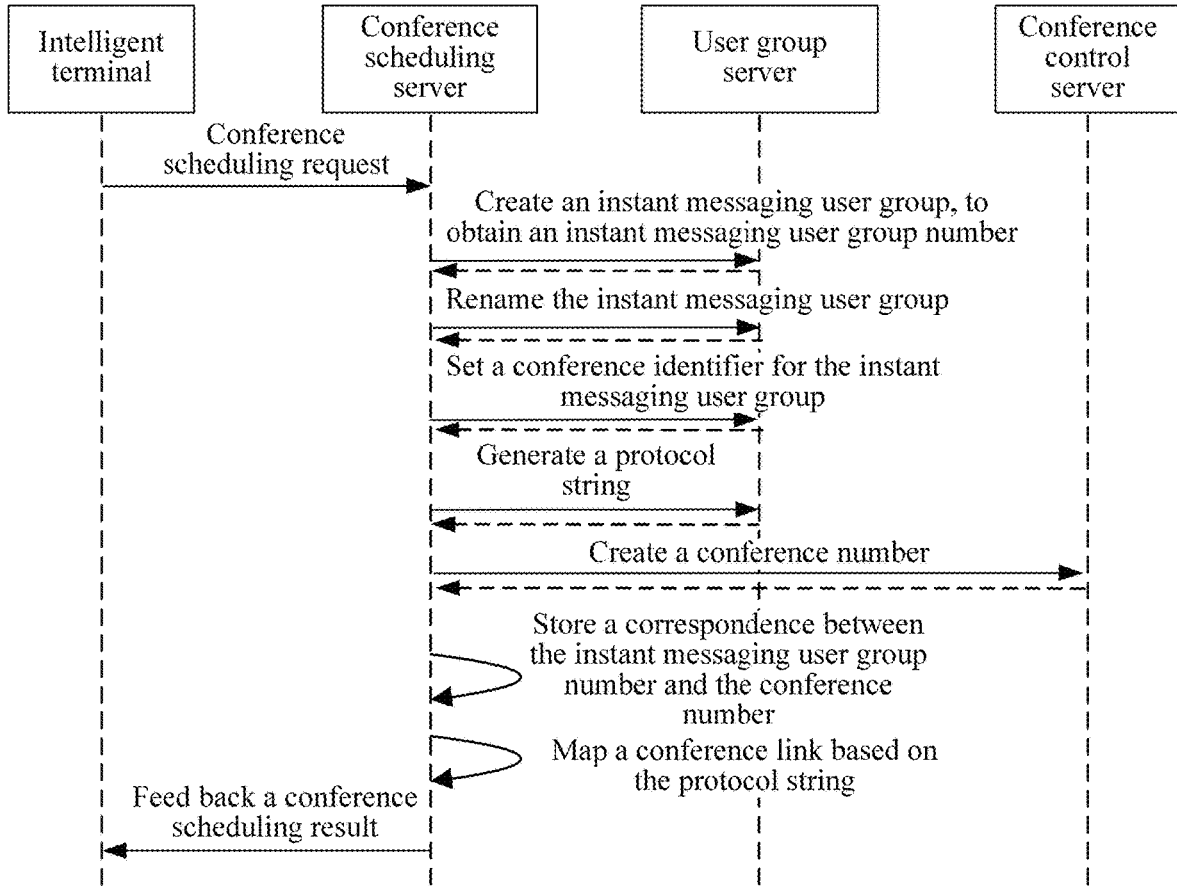 Intelligent
terminal
Conference
scheduling
server
User group
server
Conference
control
server
Conference
scheduling request
Create an instant messaging user group, to
obtain an instant messaging user group number
Rename the instant messaging user group
Set a conference identifier for the instant
messaging user group
Generate a protocol
string
Create a conference number
Store a correspondence between
the instant messaging user group
number and the conference
number
Map a conference link based on
the protocol string
Feed back a conference
scheduling result